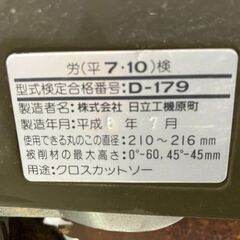 労(平7・10)検
型式検定合格番号:D-179
製造者名:株式会社 日立工機原町
製造年月:平成 年 7月
使用できる丸のこの直径:210～216mm
被削材の最大高さ:0°-60,45°-45mm
用途:クロスカットソー